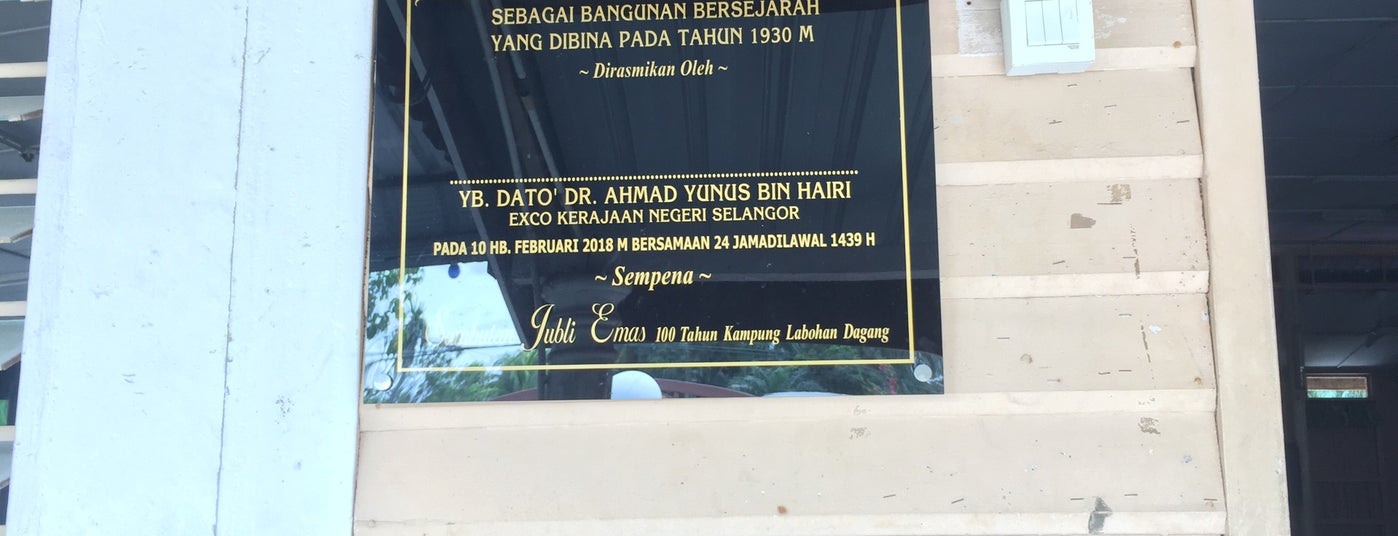 SEBAGAI BANGUNAN BERSEJARAH
YANG DIBINA PADA TAHUN 1930 M
~ Dirasmikan Oleh ~
YB. DATO' DR. AHMAD YUNUS BIN HAIRI
EXCO KERAJAAN NEGERI SELANGOR
PADA 10 HB. FEBRUARI 2018 M BERSAMAAN 24 JAMADILAWAL 1439 H
~ Sempena ~
Jubli Emas 100 Tahun Kampung Labohan Dagang